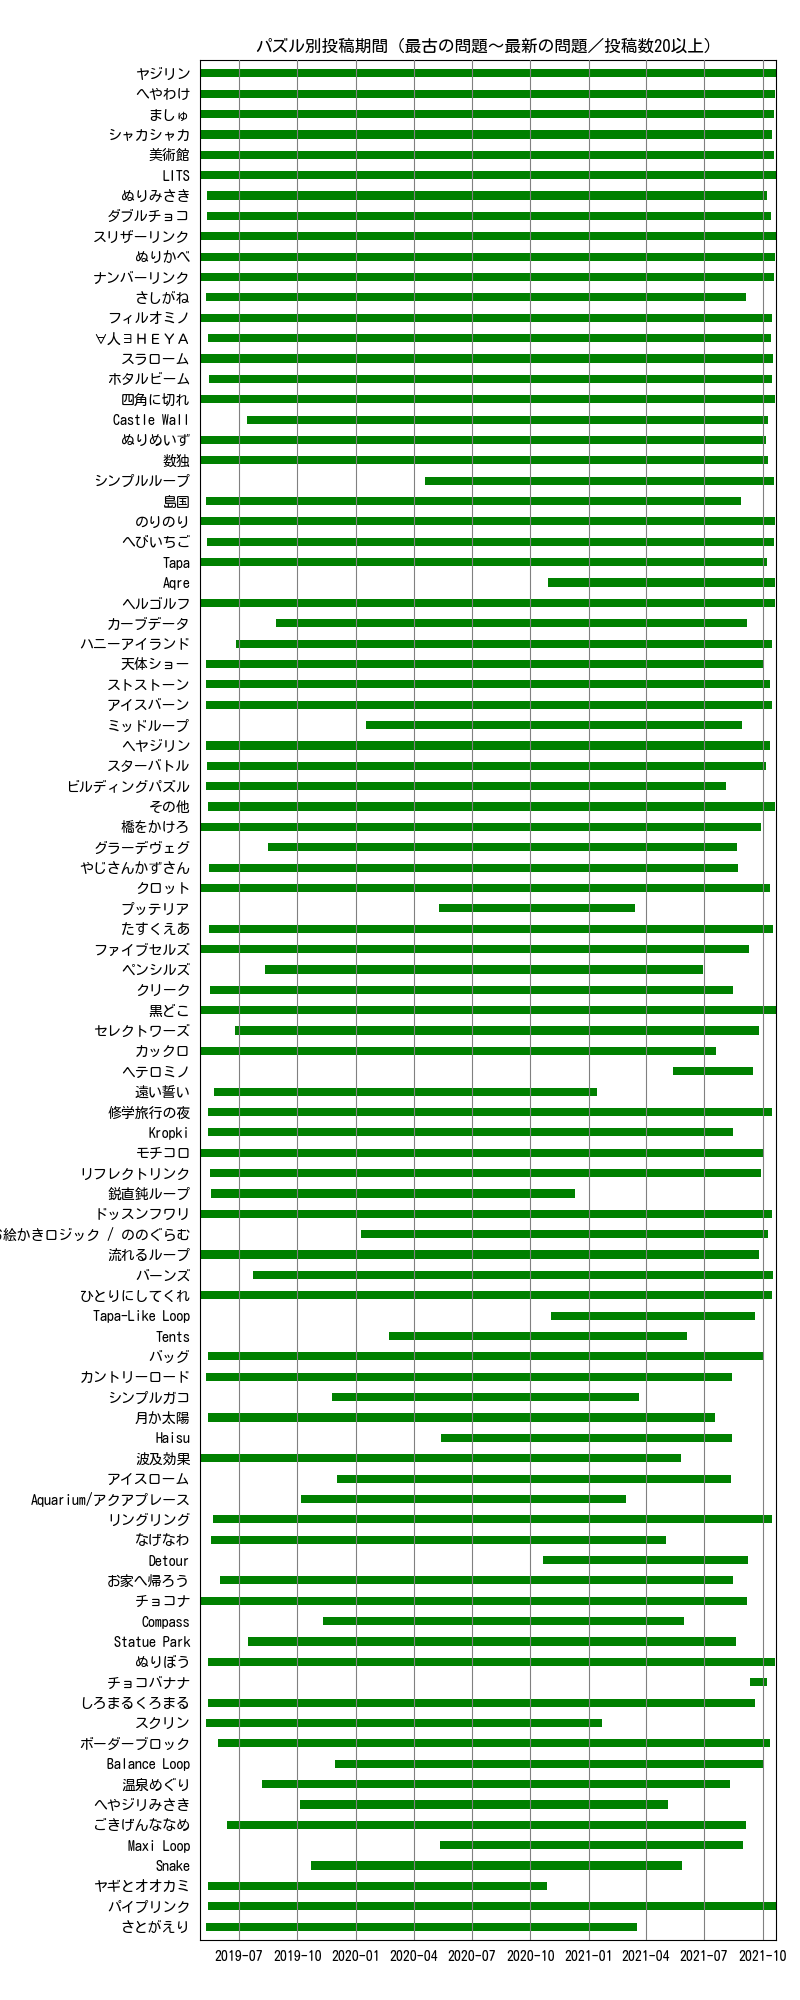 パズル別投稿期間（最古の問題～最新の問題／投稿数20以上）
ヤジリン
へやわけ
ましゅ
シャカシャカ
美術館
LITS
ぬりみさき
ダブルチョコ
スリザーリンク
ぬりかべ
ナンバーリンク
さしがね
フィルオミノ
∀人∃ＨＥＹＡ
スラローム
ホタルビーム
四角に切れ
Castle Wall
ぬりめいず
数独
シンプルループ
島国
のりのり
へびいちご
Tapa
Aqre
ヘルゴルフ
カーブデータ
ハニーアイランド
天体ショー
ストストーン
アイスバーン
ミッドループ
へヤジリン
スターバトル
ビルディングパズル
その他
橋をかけろ
グラーデヴェグ
やじさんかずさん
クロット
プッテリア
たすくえあ
ファイブセルズ
ペンシルズ
クリーク
黒どこ
セレクトワーズ
カックロ
ヘテロミノ
遠い誓い
修学旅行の夜
Kropki
モチコロ
リフレクトリンク
鋭直鈍ループ
ドッスンフワリ
絵かきロジック / ののぐらむ
流れるループ
バーンズ
ひとりにしてくれ
Tapa-Like Loop
Tents
バッグ
カントリーロード
シンプルガコ
月か太陽
Haisu
波及効果
アイスローム
Aquarium/アクアプレース
リングリング
なげなわ
Detour
お家へ帰ろう
チョコナ
Compass
Statue Park
ぬりぼう
チョコバナナ
しろまるくろまる
スクリン
ボーダーブロック
Balance Loop
温泉めぐり
へやジリみさき
ごきげんななめ
Maxi Loop
Snake
ヤギとオオカミ
パイプリンク
さとがえり
2019-07 2019-10 2020-01 2020-04 2020-07 2020-10 2021-01 2021-04 2021-07 2021-10